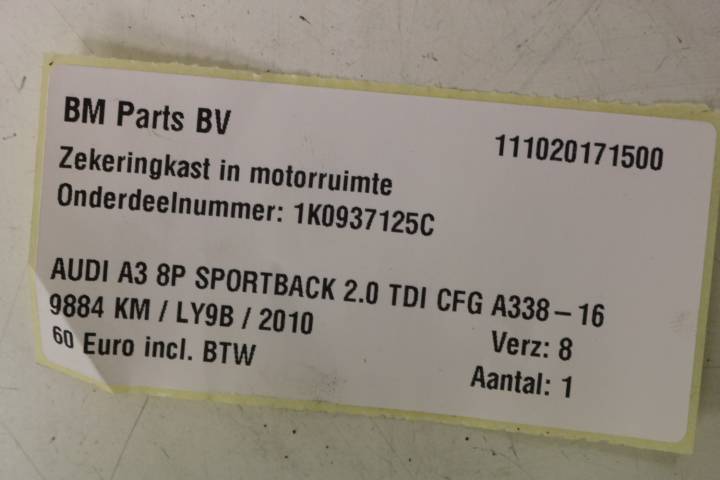 BM Parts BV
111020171500
Zekeringkast in motorruimte
Onderdeelnummer: 1K0937125C
AUDI A3 8P SPORTBACK 2.0 TDI CFG A338-16
9884 KM / LY9B / 2010
Verz: 8
60 Euro incl. BTW
Aantal: 1